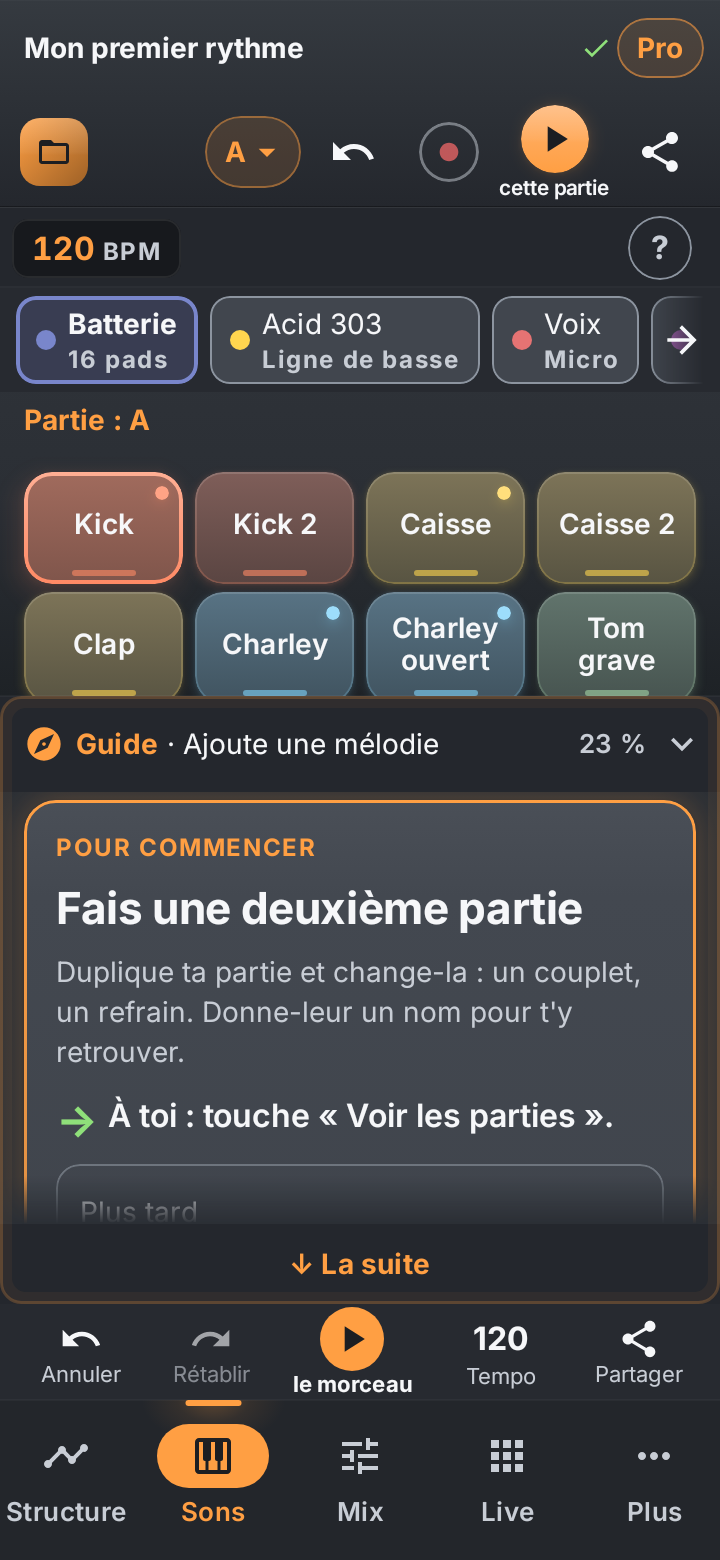 Mon premier rythme
Pro
A
cette partie
120 BPM
?
Batterie
16 pads
Acid 303
Ligne de basse
Voix
Micro
Partie : A
Kick
Kick 2
Caisse
Caisse 2
Clap
Charley
Charley
ouvert
Tom
grave
Guide · Ajoute une mélodie
23 %
POUR COMMENCER
Fais une deuxième partie
Duplique ta partie et change-la : un couplet,
un refrain. Donne-leur un nom pour t'y
retrouver.
À toi : touche « Voir les parties ».
Plus tard
La suite
Annuler
Rétablir
le morceau
120
Tempo
Partager
Structure
Sons
Mix
Live
Plus